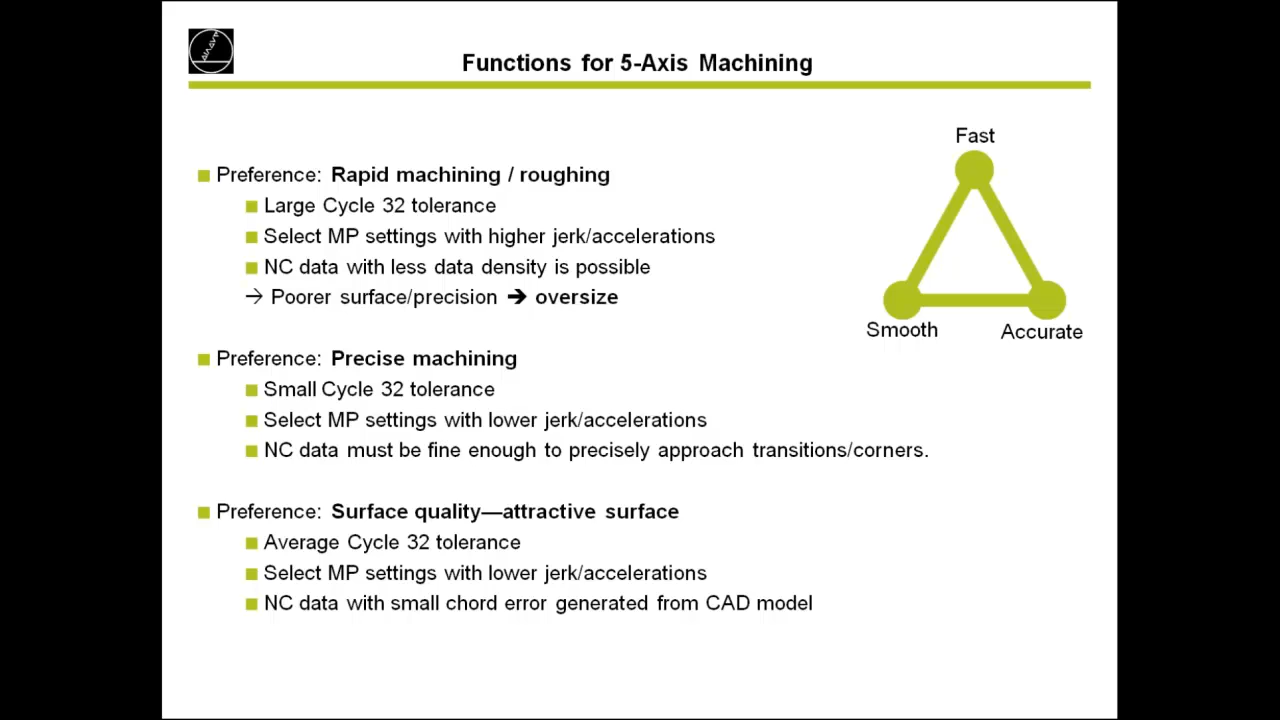 Functions for 5-Axis Machining
Fast
Preference: Rapid machining / roughing
Large Cycle 32 tolerance
Select MP settings with higher jerk/accelerations
NC data with less data density is possible
→ Poorer surface/precision ➔ oversize
Smooth
Accurate
Preference: Precise machining
Small Cycle 32 tolerance
Select MP settings with lower jerk/accelerations
NC data must be fine enough to precisely approach transitions/corners.
Preference: Surface quality—attractive surface
Average Cycle 32 tolerance
Select MP settings with lower jerk/accelerations
NC data with small chord error generated from CAD model